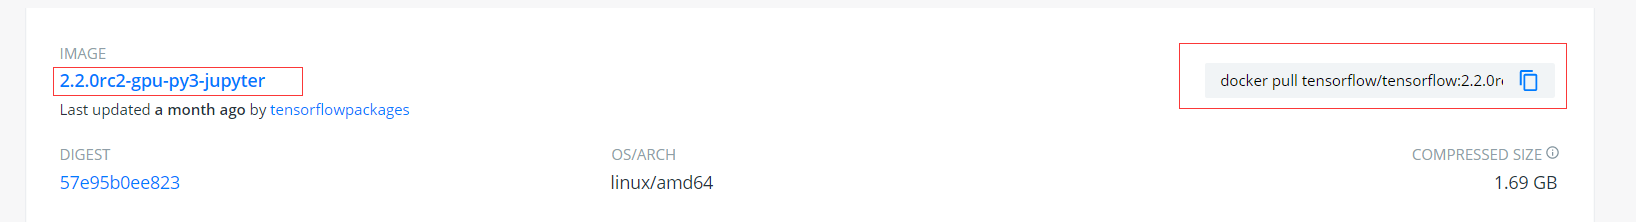 IMAGE
2.2.0rc2-gpu-py3-jupyter
docker pull tensorflow/tensorflow:2.2.0r
Last updated a month ago by tensorflowpackages
DIGEST
OS/ARCH
COMPRESSED SIZE
57e95b0ee823
linux/amd64
1.69 GB